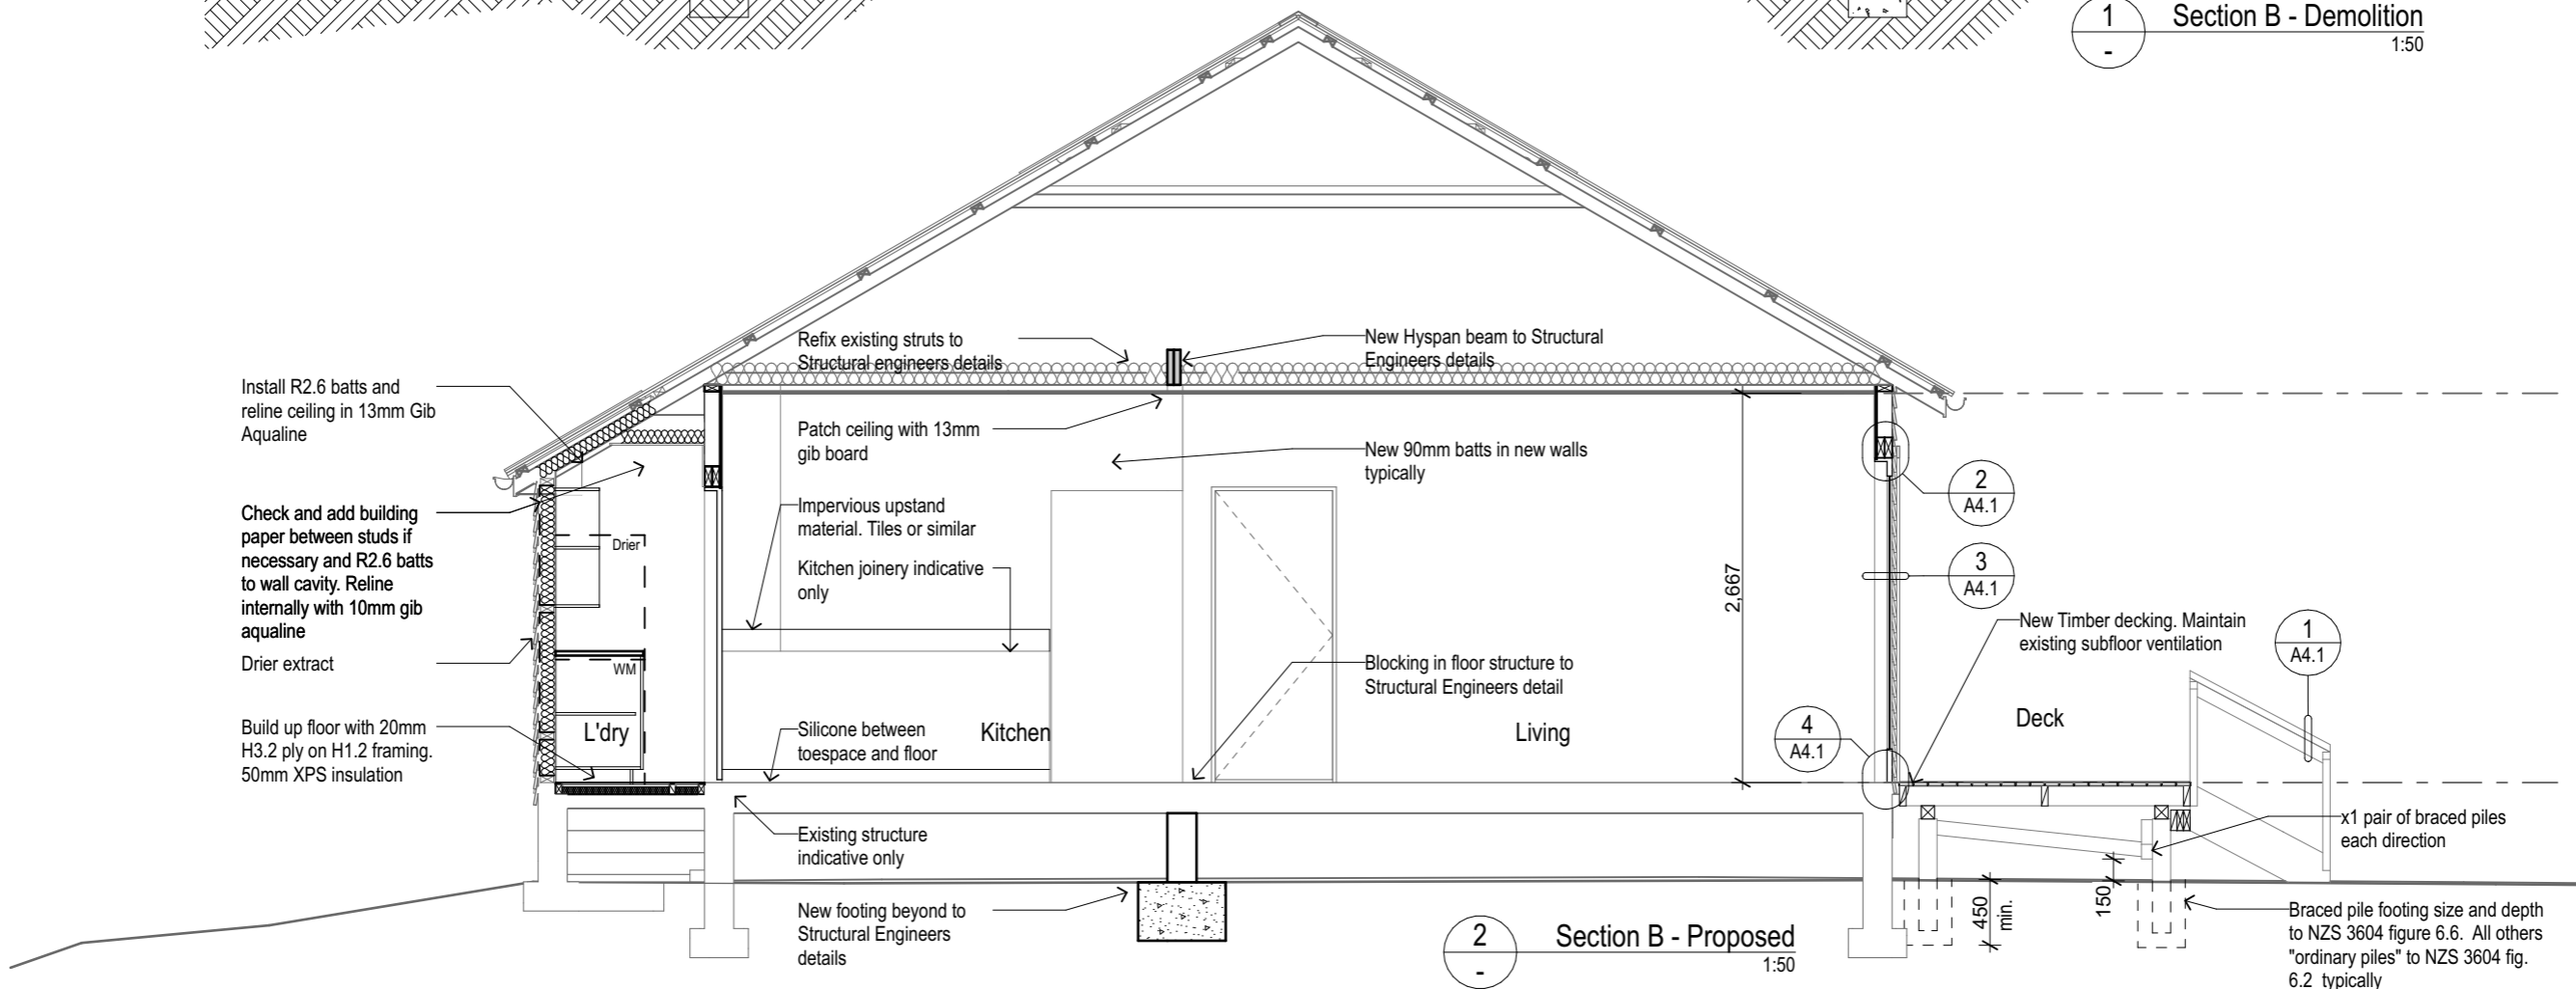 1
-
Section B - Demolition
1:50
Install R2.6 batts and
reline ceiling in 13mm Gib
Aqualine
Check and add building
paper between studs if
necessary and R2.6 batts
to wall cavity. Reline
internally with 10mm gib
aqualine
Drier extract
Build up floor with 20mm
H3.2 ply on H1.2 framing.
50mm XPS insulation
Drier
WM
L'dry
Refix existing struts to
Structural engineers details
Patch ceiling with 13mm
gib board
Impervious upstand
material. Tiles or similar
Kitchen joinery indicative
only
Silicone between
toespace and floor
Kitchen
Existing structure
indicative only
New footing beyond to
Structural Engineers
details
New Hyspan beam to Structural
Engineers details
New 90mm batts in new walls
typically
Blocking in floor structure to
Structural Engineers detail
Living
2,667
2
A4.1
3
A4.1
4
A4.1
New Timber decking. Maintain
existing subfloor ventilation
1
A4.1
Deck
x1 pair of braced piles
each direction
450
min.
150
Braced pile footing size and depth
to NZS 3604 figure 6.6. All others
"ordinary piles" to NZS 3604 fig.
6.2 typically
2
-
Section B - Proposed
1:50